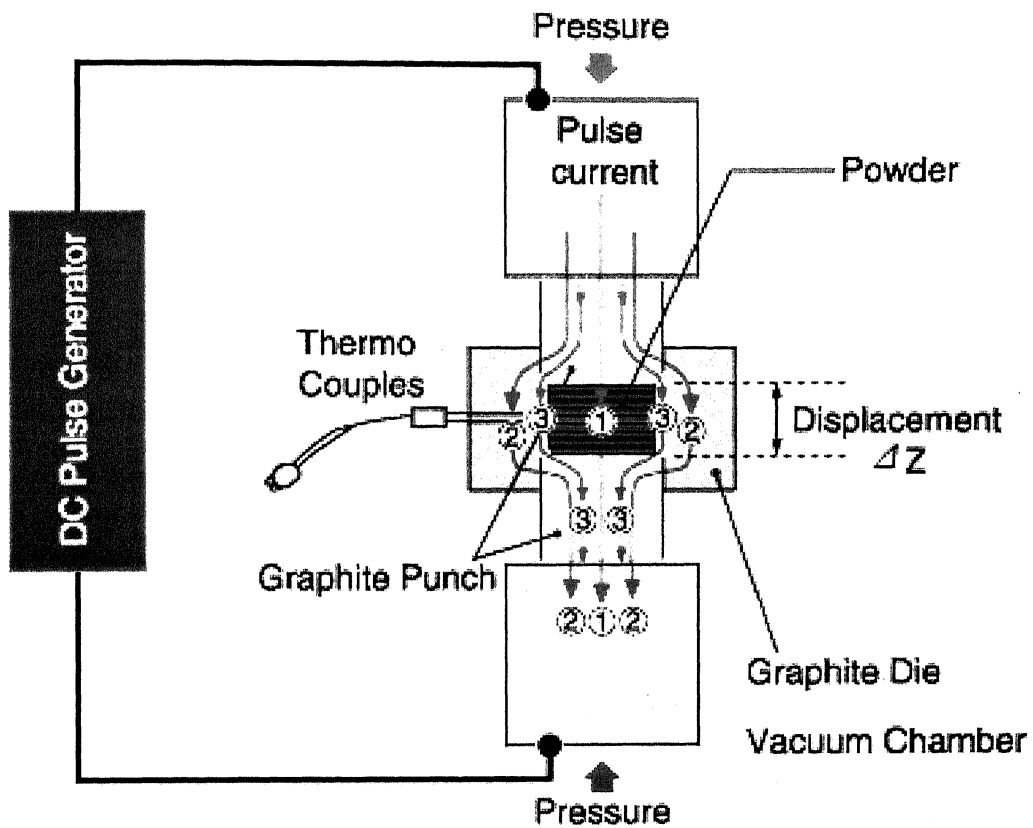 Pressure
Pulse
current
Powder
DC Pulse Generator
Thermo
Couples
③ ① ③
② ②
Displacement
⊿Z
③ ③
Graphite Punch
② ① ②
Graphite Die
Vacuum Chamber
Pressure